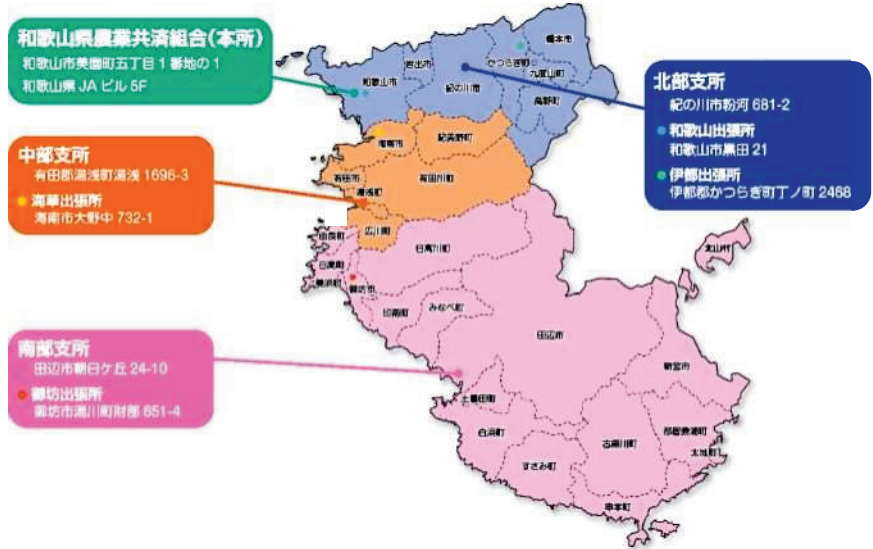 和歌山県農業共済組合(本所)
和歌山市美園町五丁目1番地の1
和歌山県JAビル5F
中部支所
有田郡湯浅町湯浅1696-3
海草出張所
海南市大野中732-1
南部支所
田辺市朝日ヶ丘24-10
御坊出張所
御坊市湯川町財部651-4
北部支所
紀の川市粉河681-2
和歌山出張所
和歌山市黒田21
伊都出張所
伊都郡かつらぎ町丁ノ町2468
橋本市
かつらぎ町
九度山町
高野町
岩出市
和歌山市
紀の川市
海南市
紀美野町
有田市
有田川町
湯浅町
広川町
由良町
日高町
美浜町
御坊市
日高川町
印南町
みなべ町
田辺市
北山村
新宮市
上富田町
白浜町
すさみ町
古座川町
那智勝浦町
太地町
串本町